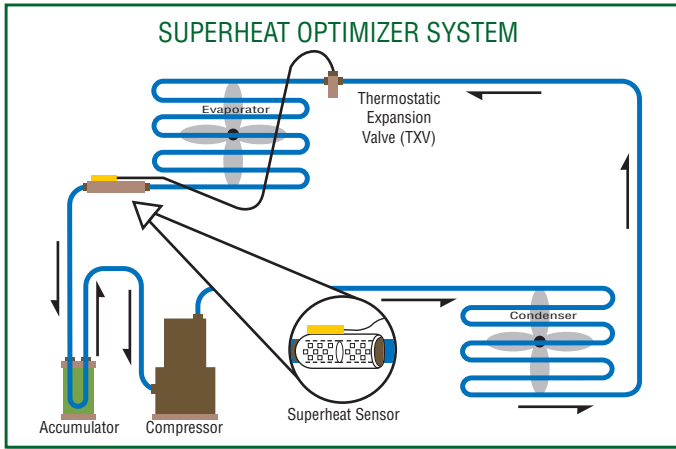 SUPERHEAT OPTIMIZER SYSTEM
Evaporator
Thermostatic
Expansion
Valve (TXV)
Condenser
Superheat Sensor
Accumulator
Compressor